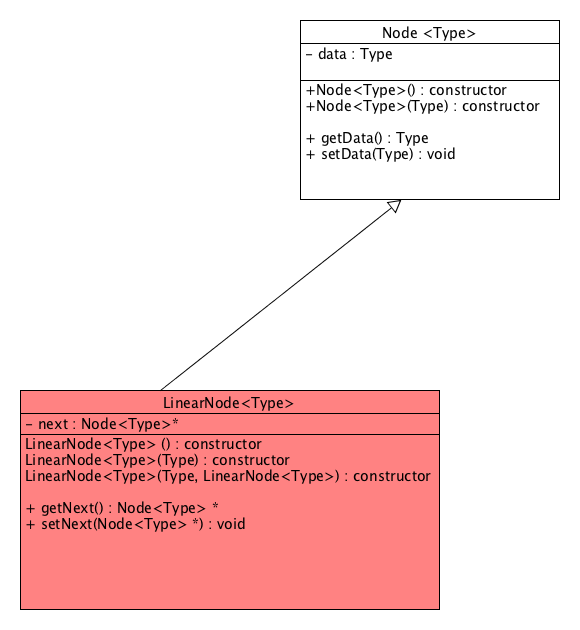 Node <Type>
– data : Type
+Node<Type>() : constructor
+Node<Type>(Type) : constructor
+ getData() : Type
+ setData(Type) : void
LinearNode<Type>
– next : Node<Type>*
LinearNode<Type> () : constructor
LinearNode<Type>(Type) : constructor
LinearNode<Type>(Type, LinearNode<Type>) : constructor
+ getNext() : Node<Type> *
+ setNext(Node<Type> *) : void